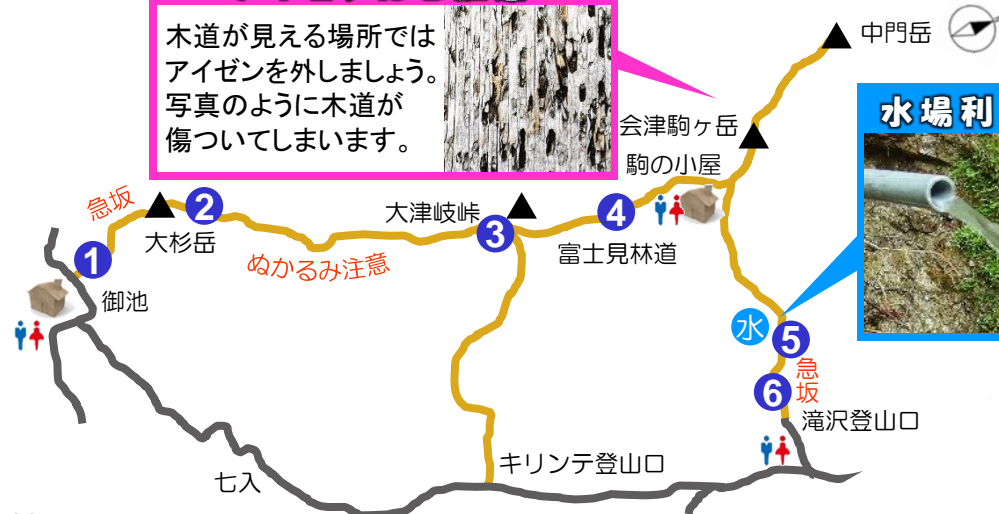 木道が見える場所では
アイゼンを外しましょう。
写真のように木道が
傷ついてしまいます。
中門岳
会津駒ヶ岳
駒の小屋
水場利
急坂
2
大杉岳
大津岐峠
3
4
富士見林道
ぬかるみ注意
1
御池
水
5
急坂
6
滝沢登山口
キリンテ登山口
七入